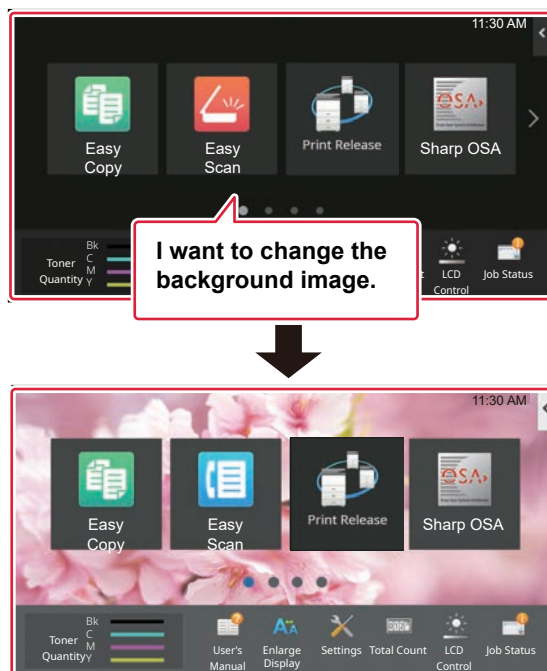 11:30 AM
Easy
Copy
Easy
Scan
Print Release
Sharp OSA
I want to change the
background image.
Toner
Quantity
Bk
C
M
Y
t
LCD
Control
Job Status
11:30 AM
Easy
Copy
Easy
Scan
Print Release
Sharp OSA
Toner
Quantity
Bk
C
M
Y
User's
Manual
Enlarge
Display
Settings
Total Count
LCD
Control
Job Status